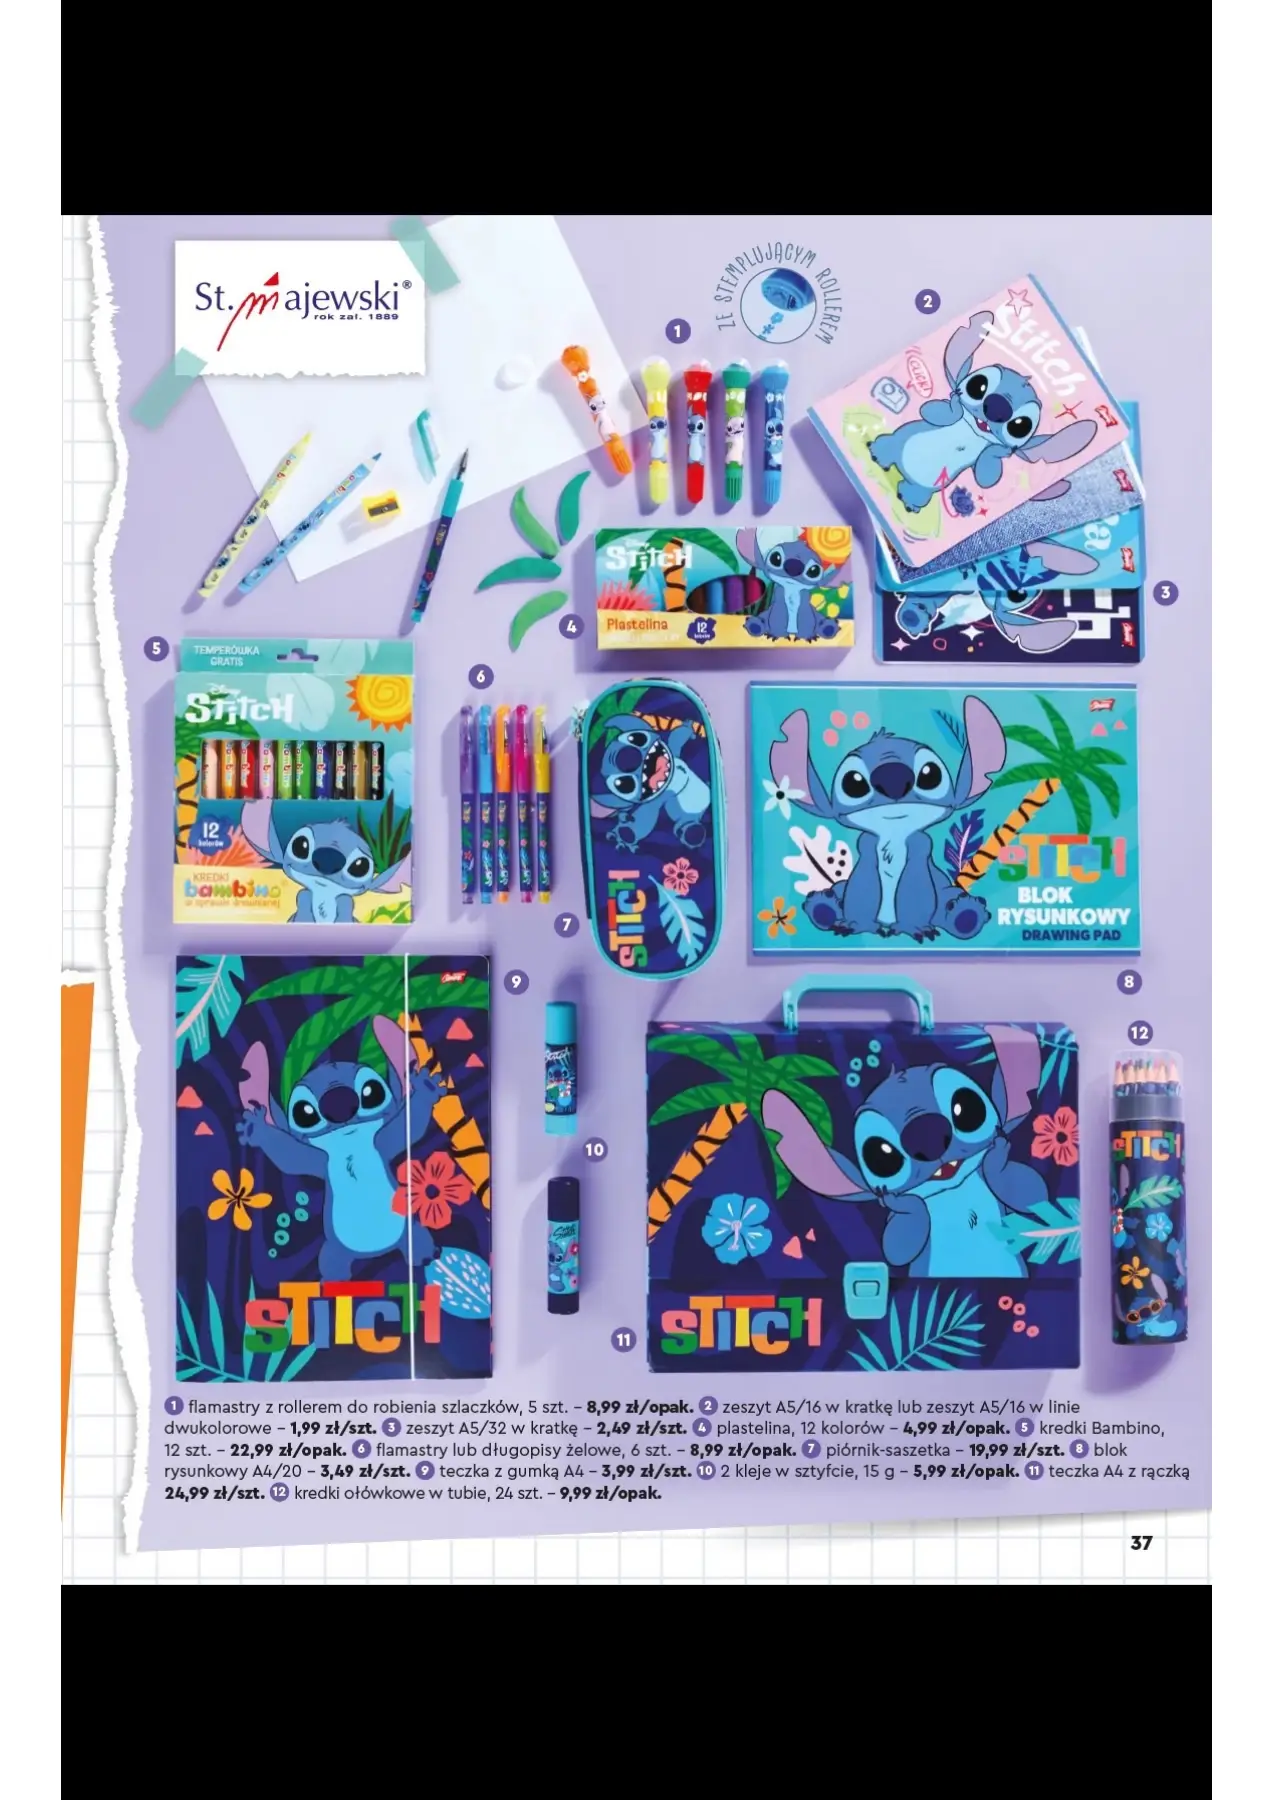 St. Majewski®
rok zał. 1889
ZE STEMPLUJĄCYM ROLLEREM
1
2
Stitch
CLICK!
3
Disney
STITCH
Plastelina
12
kolorów
4
5
TEMPERÓWKA
GRATIS
Disney
STITCH
12
kolorów
KREDKI
bambino®
w oprawie drewnianej
6
7
STITCH
STITCH
BLOK
RYSUNKOWY
DRAWING PAD
8
9
STITCH
10
Stitch
11
STITCH
12
STITCH
1 flamastry z rollerem do robienia szlaczków, 5 szt. – 8,99 zł/opak. 2 zeszyt A5/16 w kratkę lub zeszyt A5/16 w linie
dwukolorowe – 1,99 zł/szt. 3 zeszyt A5/32 w kratkę – 2,49 zł/szt. 4 plastelina, 12 kolorów – 4,99 zł/opak. 5 kredki Bambino,
12 szt. – 22,99 zł/opak. 6 flamastry lub długopisy żelowe, 6 szt. – 8,99 zł/opak. 7 piórnik-saszetka – 19,99 zł/szt. 8 blok
rysunkowy A4/20 – 3,49 zł/szt. 9 teczka z gumką A4 – 3,99 zł/szt. 10 2 kleje w sztyfcie, 15 g – 5,99 zł/opak. 11 teczka A4 z rączką
24,99 zł/szt. 12 kredki ołówkowe w tubie, 24 szt. – 9,99 zł/opak.
37